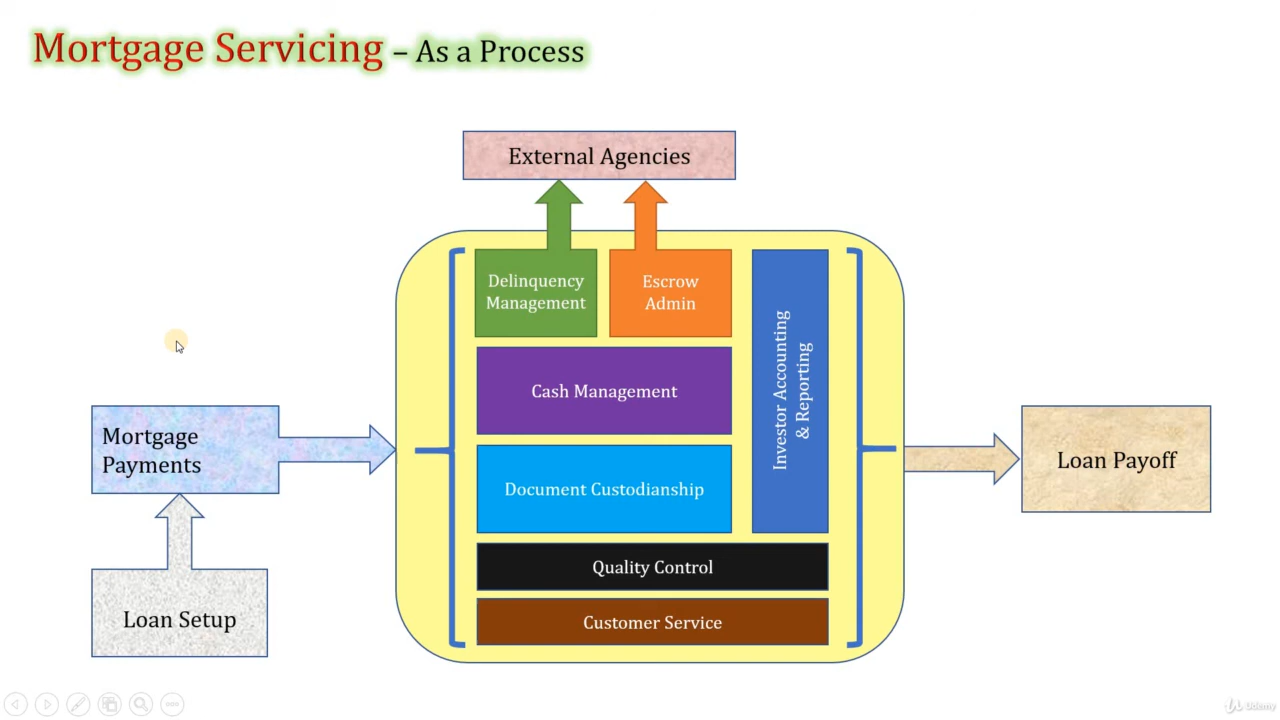 Mortgage Servicing – As a Process
External Agencies
Delinquency
Management
Escrow
Admin
Investor Accounting
& Reporting
Cash Management
Mortgage
Payments
Loan Payoff
Document Custodianship
Quality Control
Loan Setup
Customer Service
Udemy